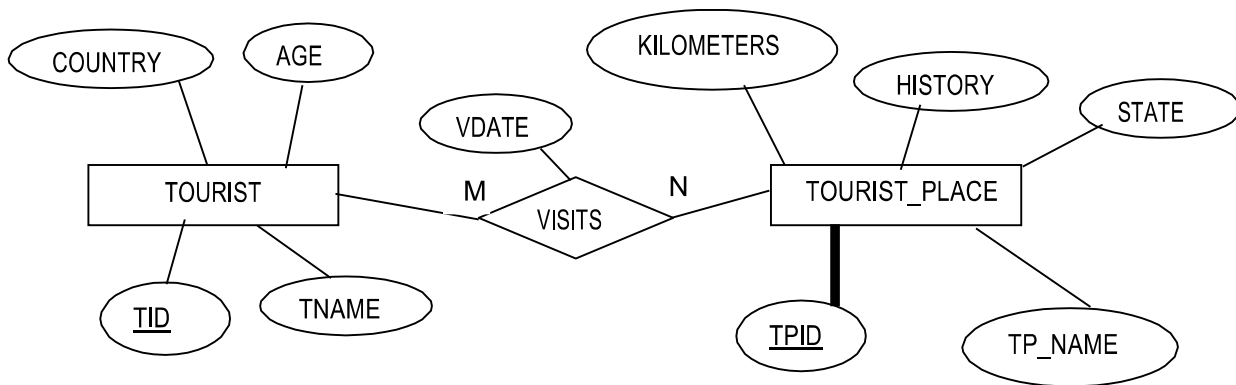 KILOMETERS
COUNTRY
AGE
HISTORY
STATE
VDATE
TOURIST
M
N
TOURIST_PLACE
VISITS
TID
TNAME
TPID
TP_NAME